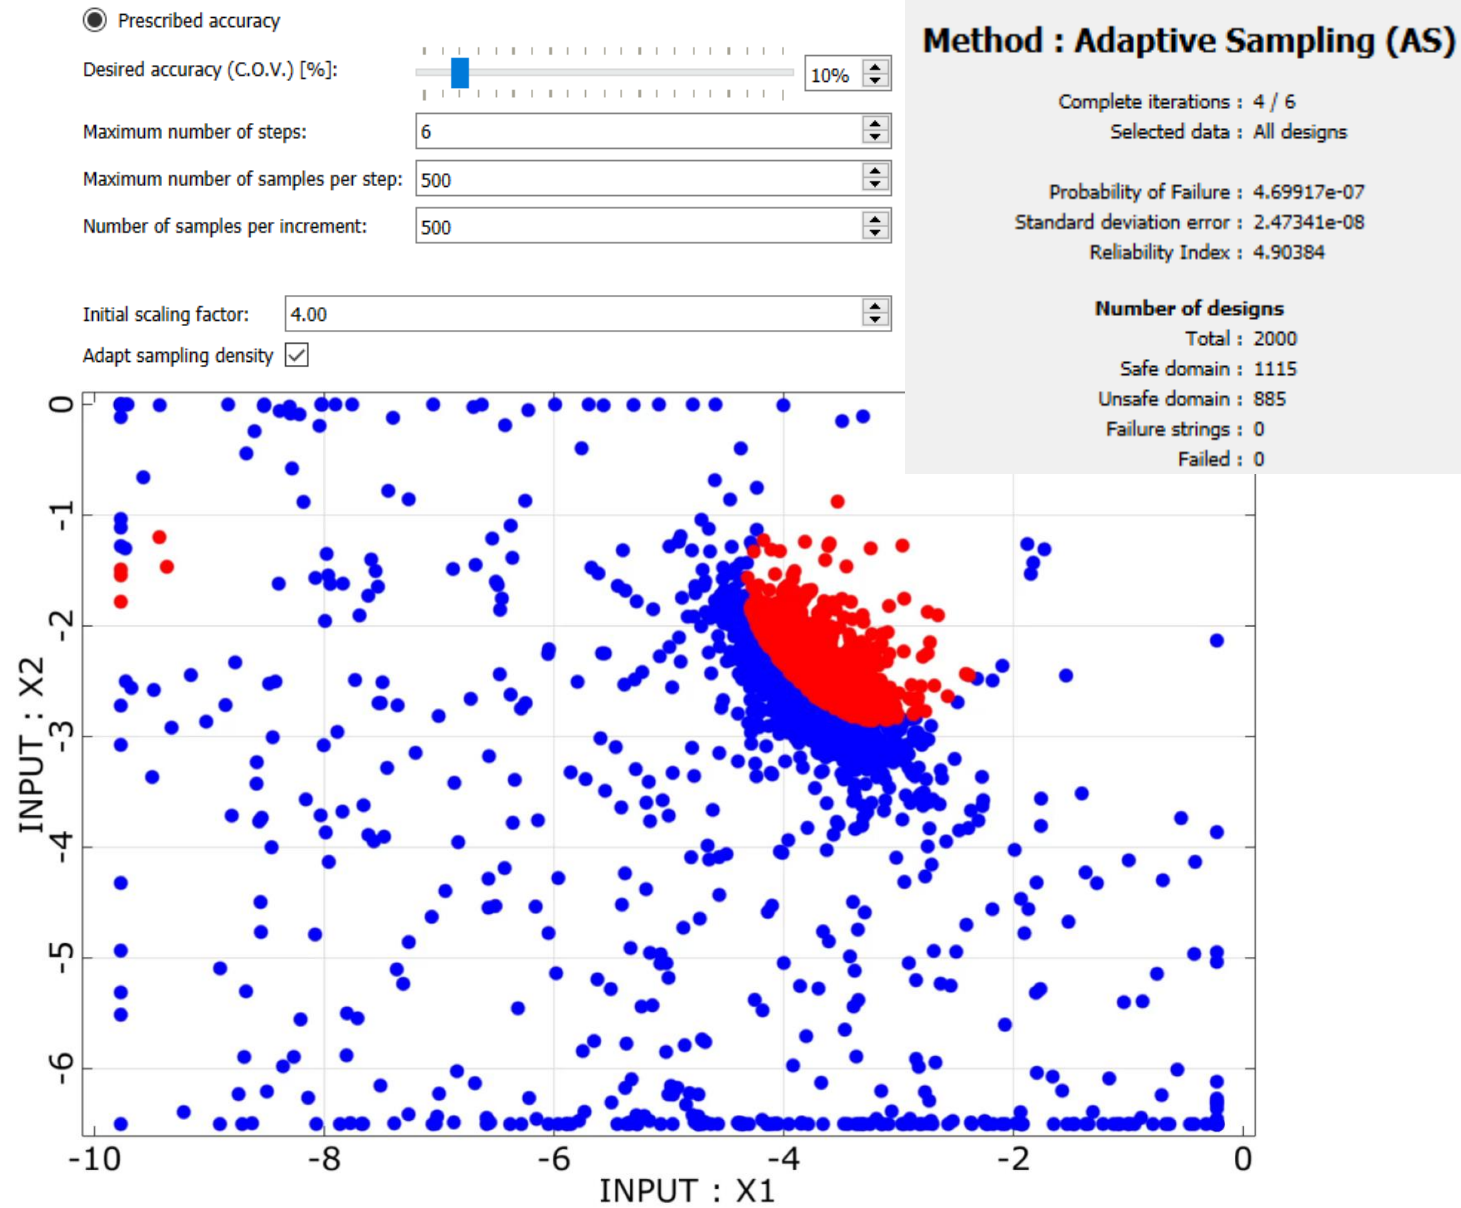 Prescribed accuracy
Desired accuracy (C.O.V.) [%]:
10%
Maximum number of steps:
6
Maximum number of samples per step:
500
Number of samples per increment:
500
Initial scaling factor:
4.00
Adapt sampling density
Method : Adaptive Sampling (AS)
Complete iterations : 4 / 6
Selected data : All designs
Probability of Failure : 4.69917e-07
Standard deviation error : 2.47341e-08
Reliability Index : 4.90384
Number of designs
Total : 2000
Safe domain : 1115
Unsafe domain : 885
Failure strings : 0
Failed : 0
0
-1
-2
-3
-4
-5
-6
INPUT : X2
-10 -8 -6 -4 -2 0
INPUT : X1